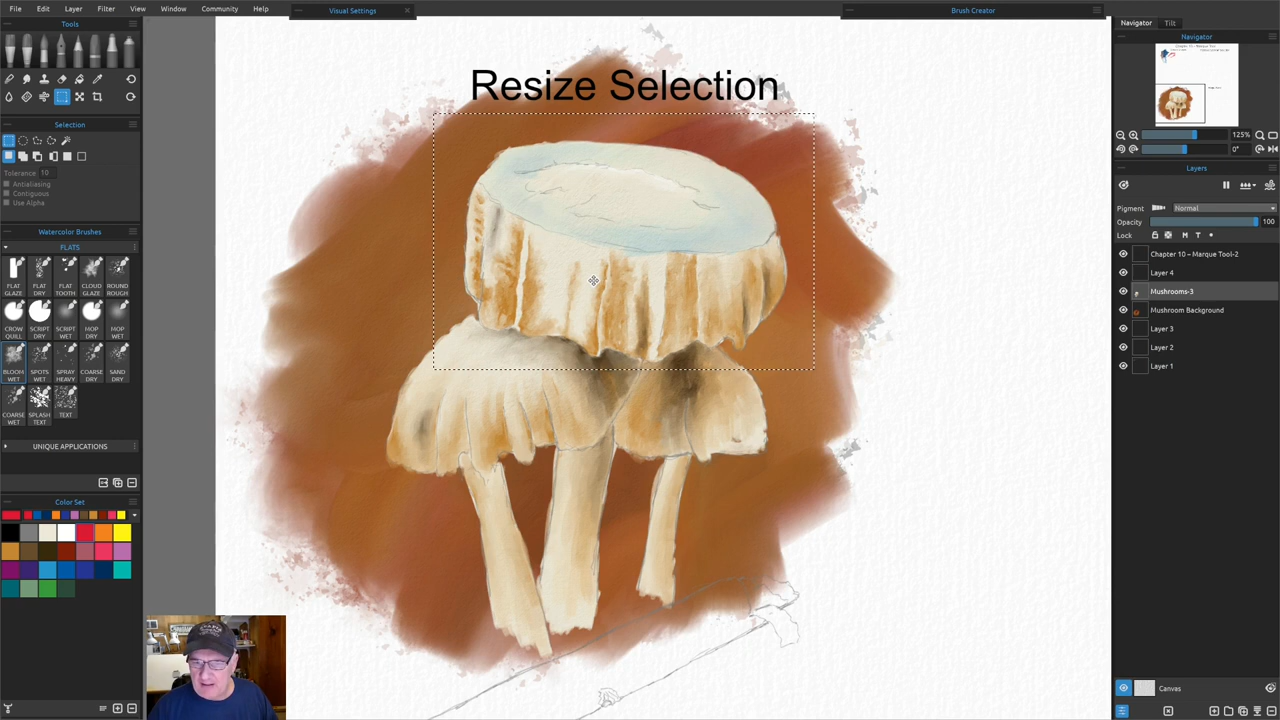 File Edit Layer Filter View Window Community Help
Visual Settings
Brush Creator
Tools
Selection
Tolerance 10
Antialiasing
Contiguous
Use Alpha
Watercolor Brushes
FLATS
FLAT GLAZE
FLAT DRY
FLAT TOOTH
CLOUD GLAZE
ROUND ROUGH
CROW QUILL
SCRIPT DRY
SCRIPT WET
MOP DRY
MOP WET
BLOOM WET
SPOTS WET
SPRAY HEAVY
COARSE DRY
SAND DRY
COARSE WET
SPLASH TEXT
TEXT
UNIQUE APPLICATIONS
Color Set
Resize Selection
Navigator Tilt
Navigator
125%
0°
Layers
Pigment Normal
Opacity 100
Lock M T
Chapter 10 – Marque Tool-2
Layer 4
Mushrooms-3
Mushroom Background
Layer 3
Layer 2
Layer 1
Canvas